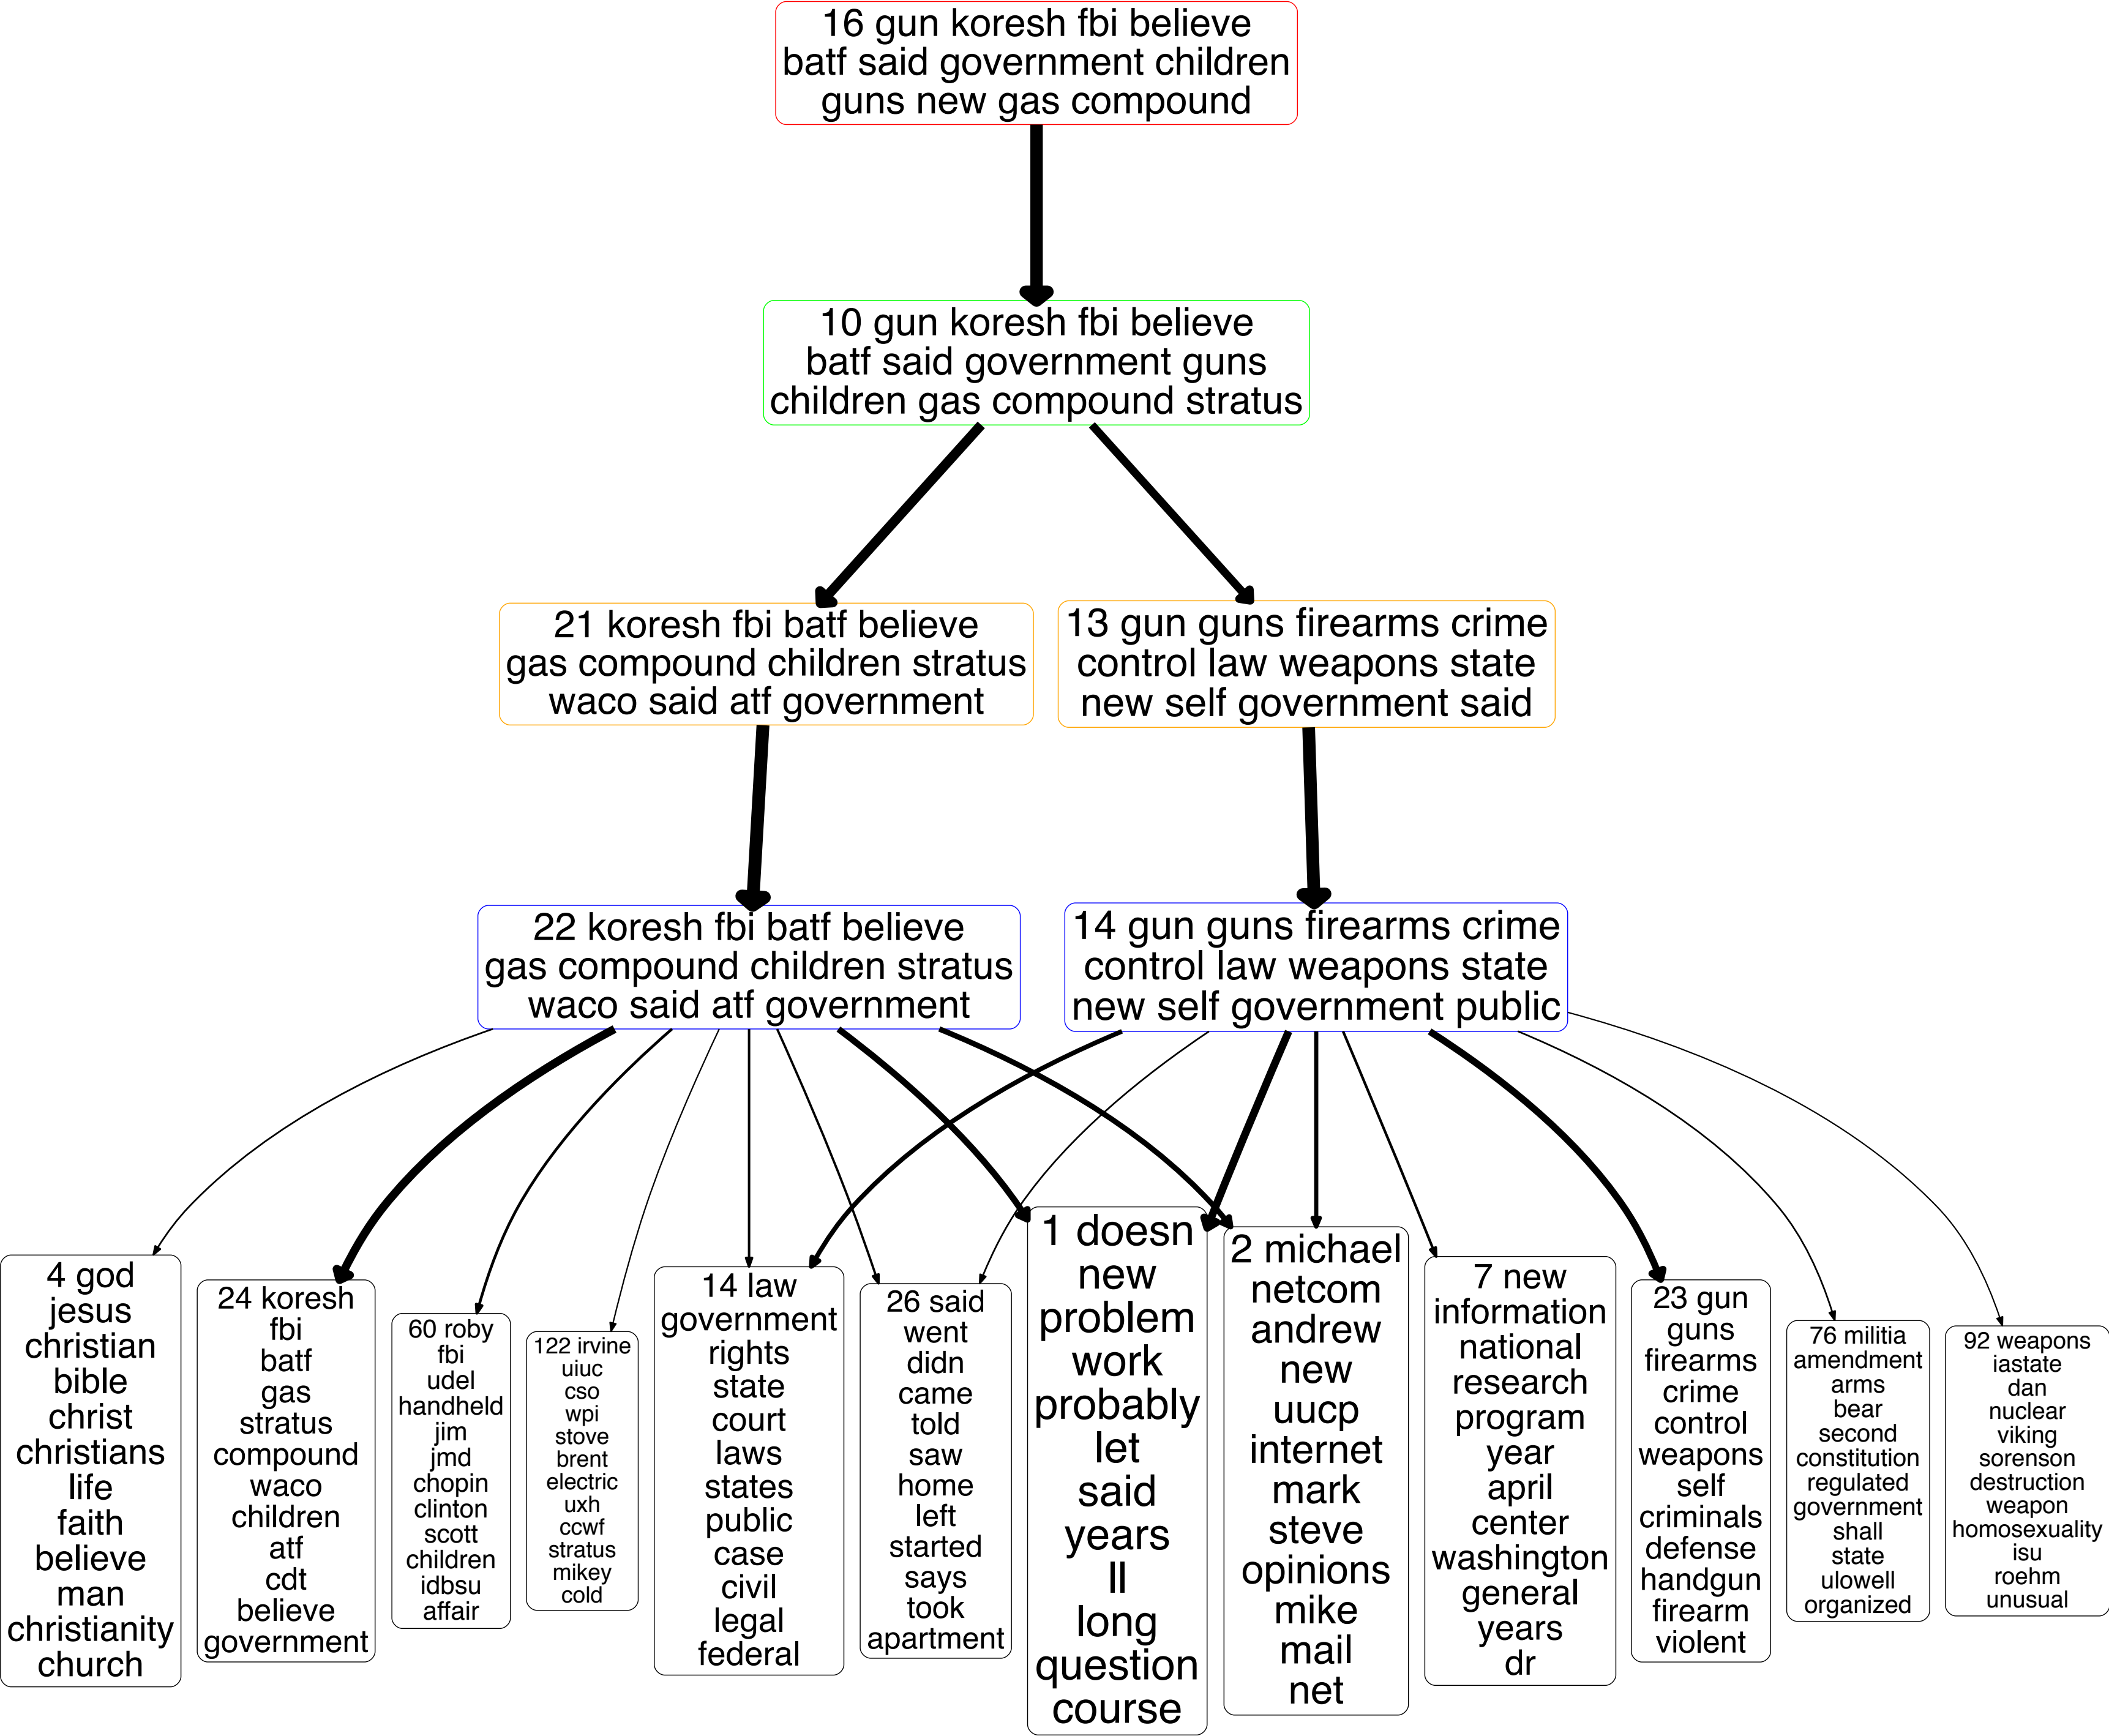 16 gun koresh fbi believe
batf said government children
guns new gas compound
10 gun koresh fbi believe
batf said government guns
children gas compound stratus
21 koresh fbi batf believe
gas compound children stratus
waco said atf government
13 gun guns firearms crime
control law weapons state
new self government said
22 koresh fbi batf believe
gas compound children stratus
waco said atf government
14 gun guns firearms crime
control law weapons state
new self government public
4 god
jesus
christian
bible
christ
christians
life
faith
believe
man
christianity
church
24 koresh
fbi
batf
gas
stratus
compound
waco
children
atf
cdt
believe
government
60 roby
fbi
udel
handheld
jim
jmd
chopin
clinton
scott
children
idbsu
affair
122 irvine
uiuc
cso
wpi
stove
brent
electric
uxh
ccwf
stratus
mikey
cold
14 law
government
rights
state
court
laws
states
public
case
civil
legal
federal
26 said
went
didn
came
told
saw
home
left
started
says
took
apartment
1 doesn
new
problem
work
probably
let
said
years
ll
long
question
course
2 michael
netcom
andrew
new
uucp
internet
mark
steve
opinions
mike
mail
net
7 new
information
national
research
program
year
april
center
washington
general
years
dr
23 gun
guns
firearms
crime
control
weapons
self
criminals
defense
handgun
firearm
violent
76 militia
amendment
arms
bear
second
constitution
regulated
government
shall
state
ulowell
organized
92 weapons
iastate
dan
nuclear
viking
sorenson
destruction
weapon
homosexuality
isu
roehm
unusual